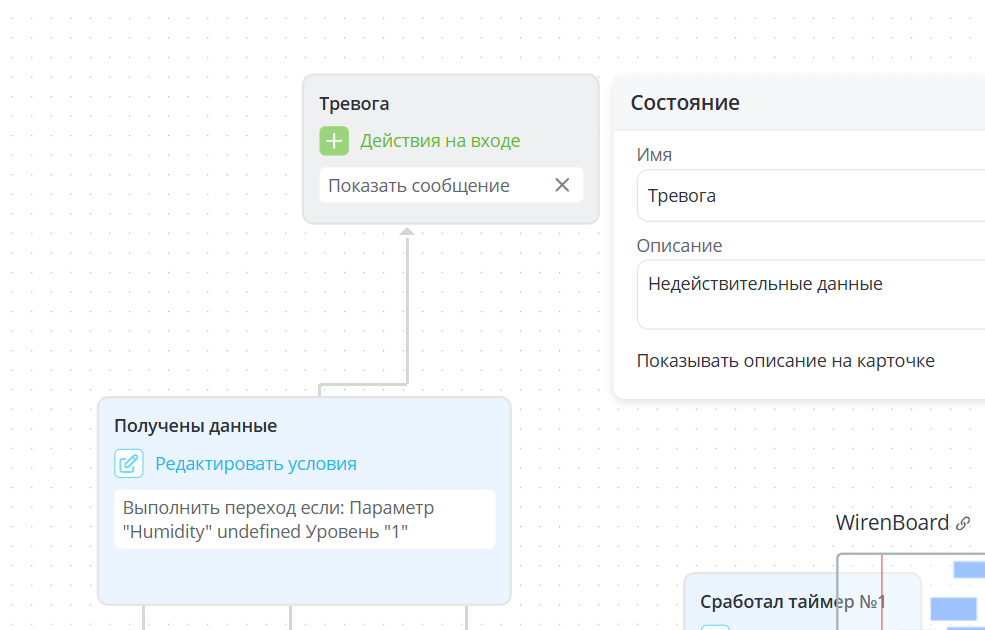 Тревога
Действия на входе
Показать сообщение
Состояние
Имя
Тревога
Описание
Недействительные данные
Показывать описание на карточке
Получены данные
Редактировать условия
Выполнить переход если: Параметр
"Humidity" undefined Уровень "1"
WirenBoard
Сработал таймер №1